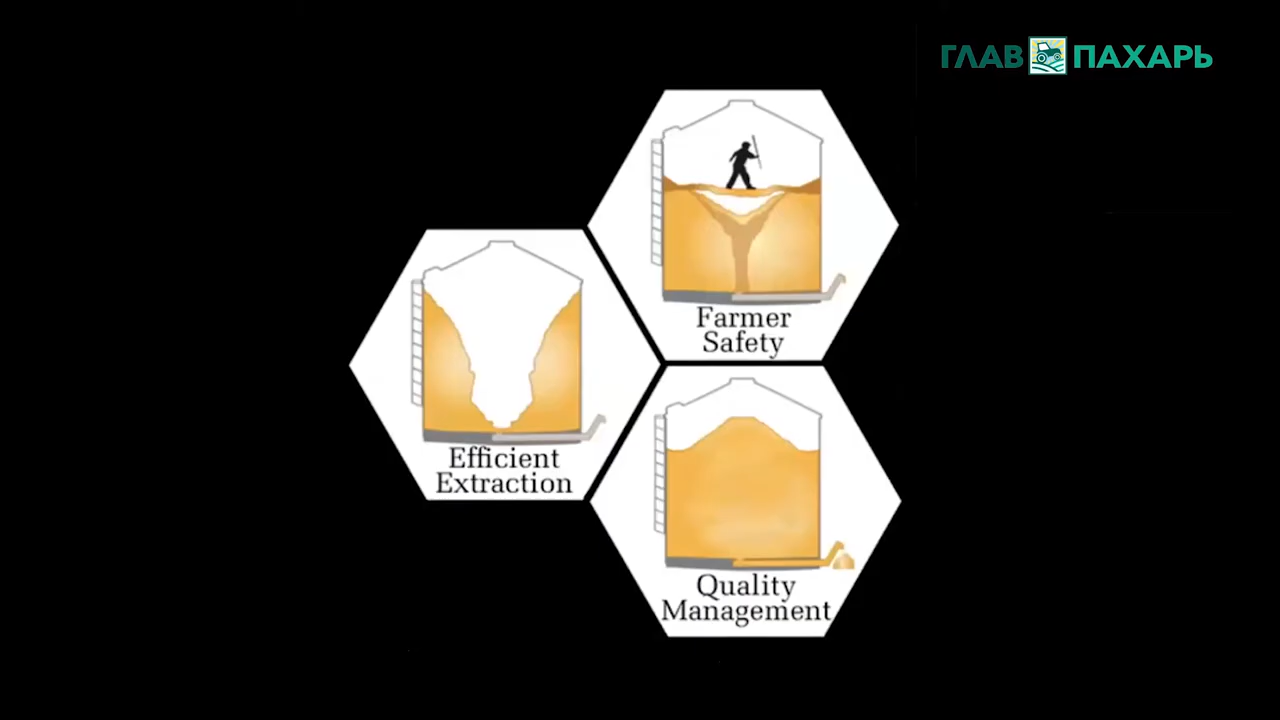 ГЛАВ ПАХАРЬ
Farmer
Safety
Efficient
Extraction
Quality
Management